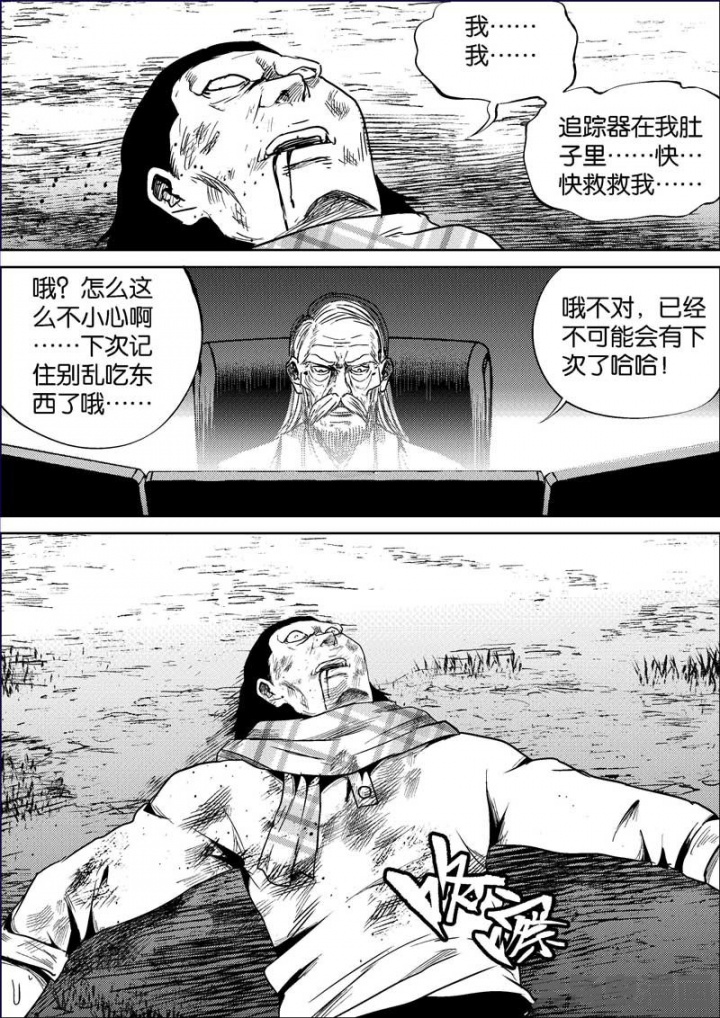 我……
我……
追踪器在我肚
子里……快…
快救救我……
哦？怎么这
么不小心啊
……下次记
住别乱吃东
西了哦……
哦不对，已经
不可能会有下
次了哈哈！